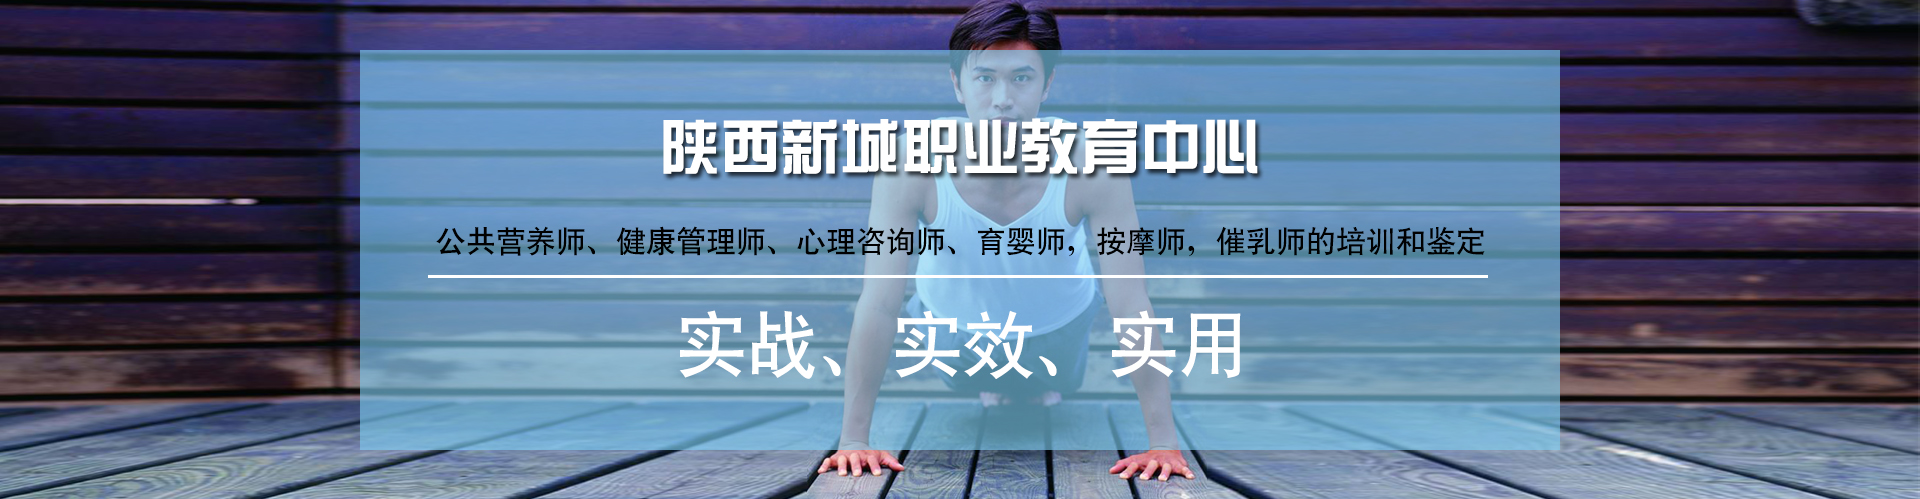 陕西新城职业教育中心
公共营养师、健康管理师、心理咨询师、育婴师，按摩师，催乳师的培训和鉴定
实战、实效、实用